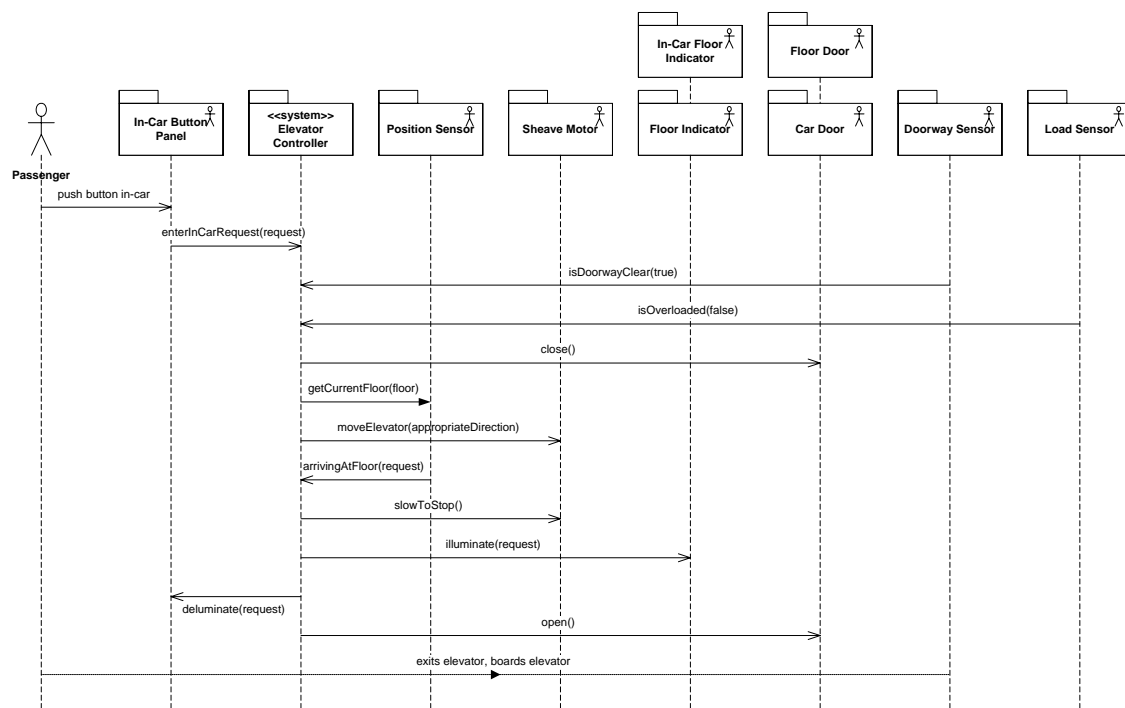 In-Car Floor
Indicator
Floor Door
In-Car Button
Panel
<<system>>
Elevator
Controller
Position Sensor
Sheave Motor
Floor Indicator
Car Door
Doorway Sensor
Load Sensor
Passenger
push button in-car
enterInCarRequest(request)
isDoorwayClear(true)
isOverloaded(false)
close()
getCurrentFloor(floor)
moveElevator(appropriateDirection)
arrivingAtFloor(request)
slowToStop()
illuminate(request)
deluminate(request)
open()
exits elevator, boards elevator